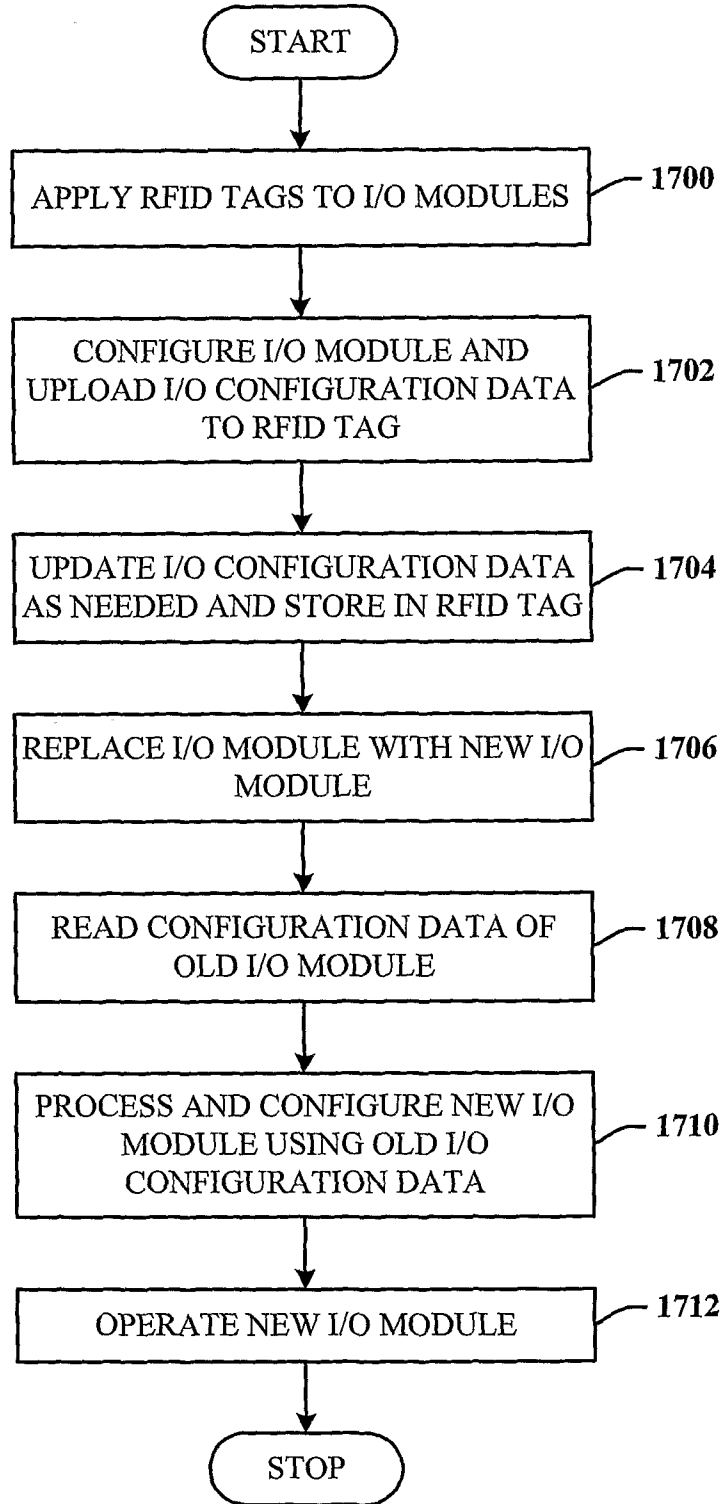 START
APPLY RFID TAGS TO I/O MODULES
1700
CONFIGURE I/O MODULE AND
UPLOAD I/O CONFIGURATION DATA
TO RFID TAG
1702
UPDATE I/O CONFIGURATION DATA
AS NEEDED AND STORE IN RFID TAG
1704
REPLACE I/O MODULE WITH NEW I/O
MODULE
1706
READ CONFIGURATION DATA OF
OLD I/O MODULE
1708
PROCESS AND CONFIGURE NEW I/O
MODULE USING OLD I/O
CONFIGURATION DATA
1710
OPERATE NEW I/O MODULE
1712
STOP